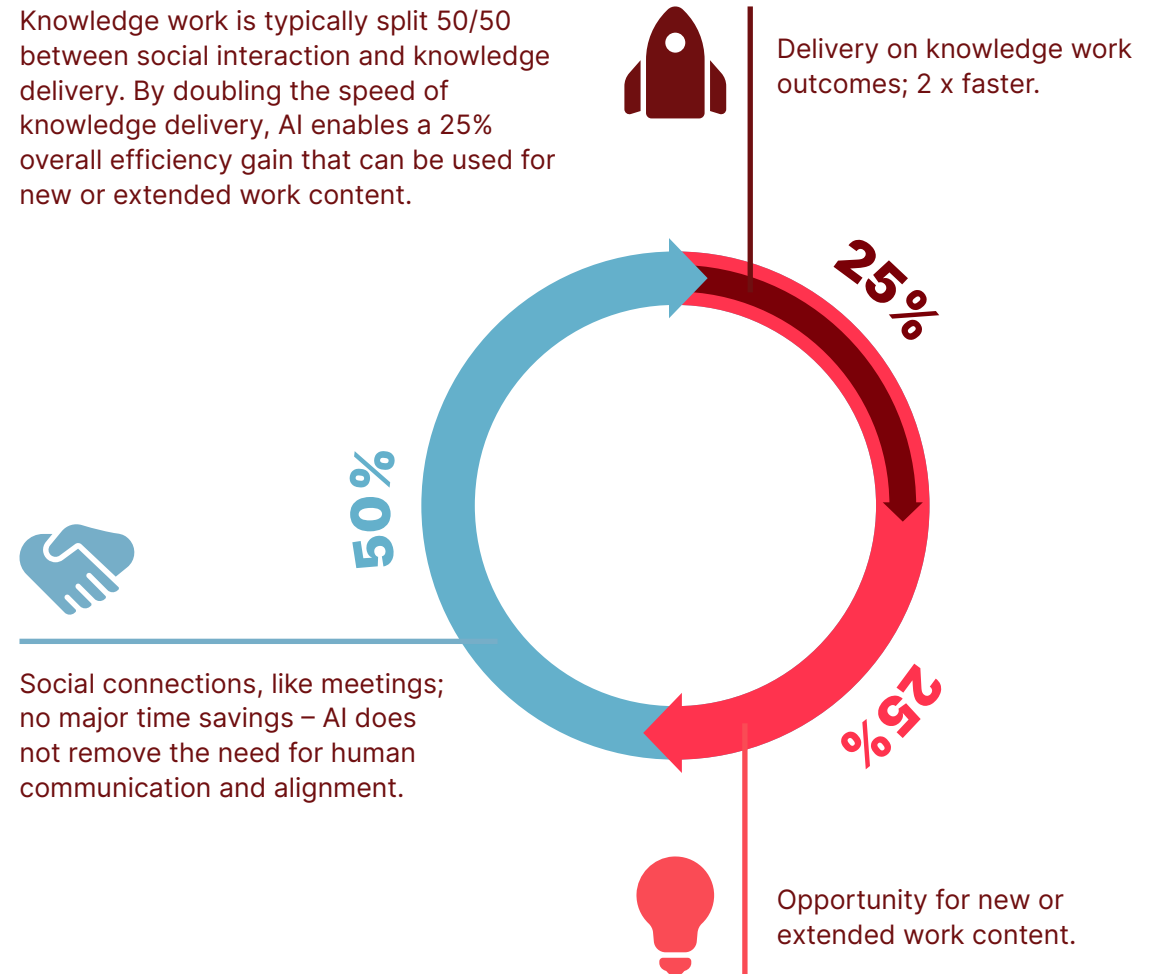 Knowledge work is typically split 50/50
between social interaction and knowledge
delivery. By doubling the speed of
knowledge delivery, AI enables a 25%
overall efficiency gain that can be used for
new or extended work content.
Delivery on knowledge work
outcomes; 2 x faster.
25%
50%
25%
Social connections, like meetings;
no major time savings – AI does
not remove the need for human
communication and alignment.
Opportunity for new or
extended work content.